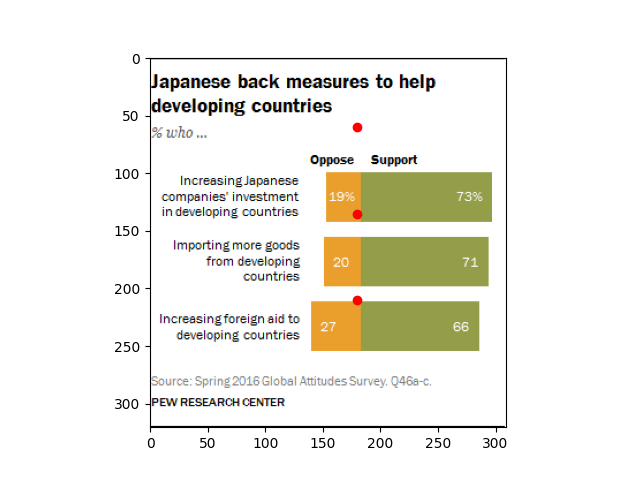 Japanese back measures to help
developing countries
% who ...
Oppose Support
Increasing Japanese
companies' investment
in developing countries
19% 73%
Importing more goods
from developing
countries
20 71
Increasing foreign aid to
developing countries
27 66
Source: Spring 2016 Global Attitudes Survey. Q46a-c.
PEW RESEARCH CENTER
0
50
100
150
200
250
300
0 50 100 150 200 250 300